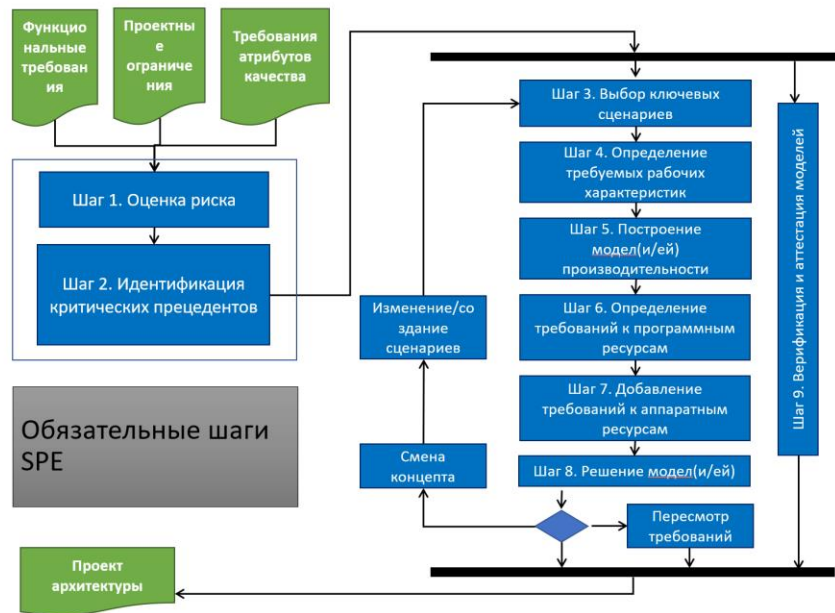 Функцио
нальные
требован
ия
Проектны
е
ограниче
ния
Требования
атрибутов
качества
Шаг 1. Оценка риска
Шаг 2. Идентификация
критических прецедентов
Обязательные шаги
SPE
Проект
архитектуры
Изменение/со
здание
сценариев
Смена
концепта
Шаг 3. Выбор ключевых
сценариев
Шаг 4. Определение
требуемых рабочих
характеристик
Шаг 5. Построение
модел(и/ей)
производительности
Шаг 6. Определение
требований к программным
ресурсам
Шаг 7. Добавление
требований к аппаратным
ресурсам
Шаг 8. Решение модел(и/ей)
Пересмотр
требований
Шаг 9. Верификация и аттестация моделей